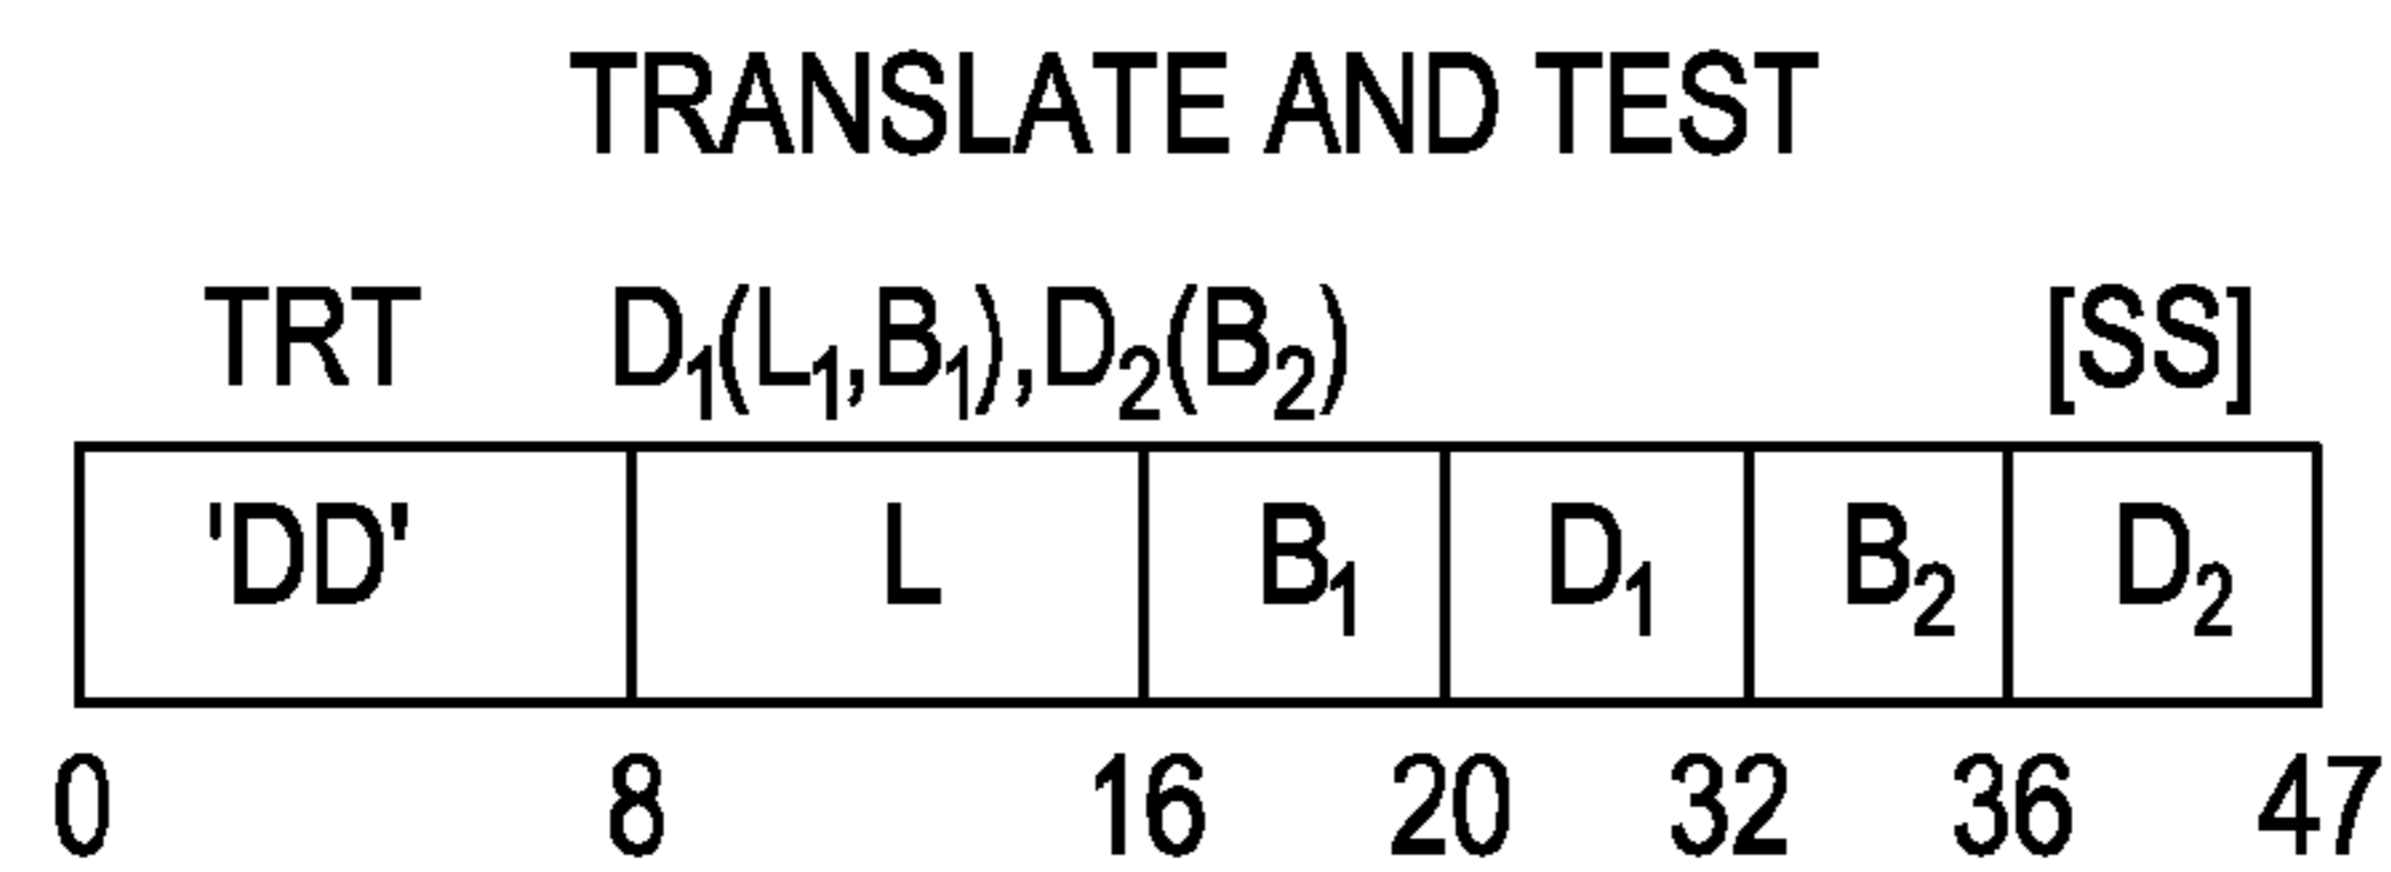 TRANSLATE AND TEST
TRT D₁(L₁,B₁),D₂(B₂) [SS]
'DD' L B₁ D₁ B₂ D₂
0 8 16 20 32 36 47